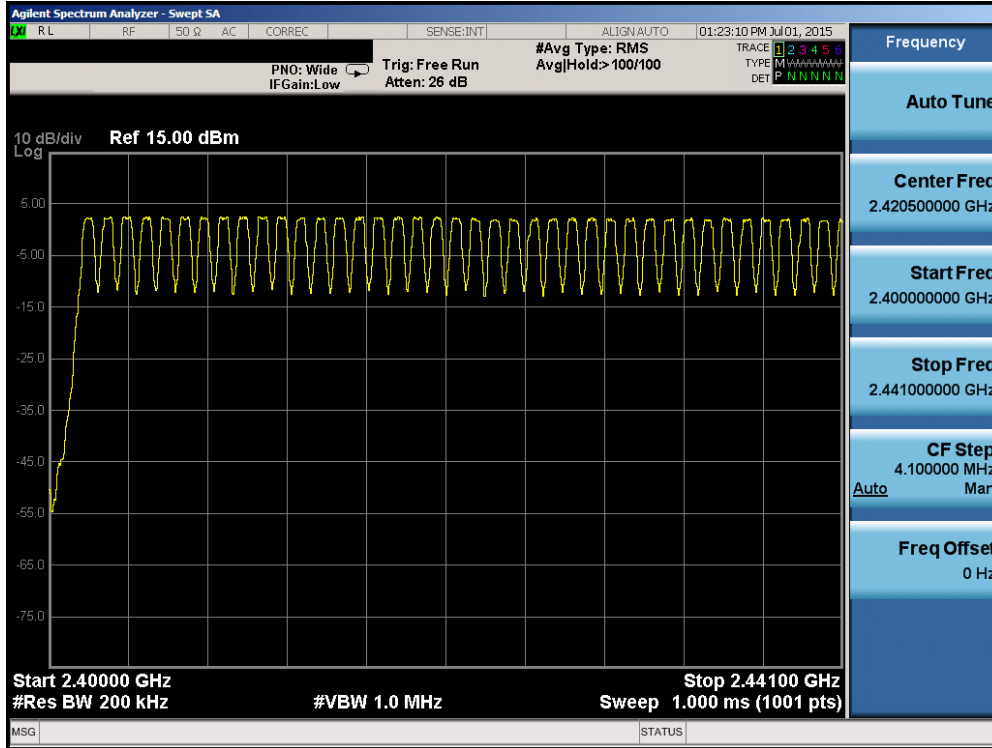 Agilent Spectrum Analyzer - Swept SA
LXI RL RF 50 Ω AC CORREC SENSE:INT ALIGN AUTO 01:23:10 PM Jul 01, 2015
PNO: Wide
IFGain:Low
Trig: Free Run
Atten: 26 dB
#Avg Type: RMS
Avg|Hold:>100/100
TRACE 1 2 3 4 5 6
TYPE M
DET P N N N N N
10 dB/div
Log
Ref 15.00 dBm
5.00
-5.00
-15.0
-25.0
-35.0
-45.0
-55.0
-65.0
-75.0
Start 2.40000 GHz
#Res BW 200 kHz
#VBW 1.0 MHz
Stop 2.44100 GHz
Sweep 1.000 ms (1001 pts)
MSG
STATUS
Frequency
Auto Tune
Center Freq
2.420500000 GHz
Start Freq
2.400000000 GHz
Stop Freq
2.441000000 GHz
CF Step
4.100000 MHz
Auto Man
Freq Offset
0 Hz